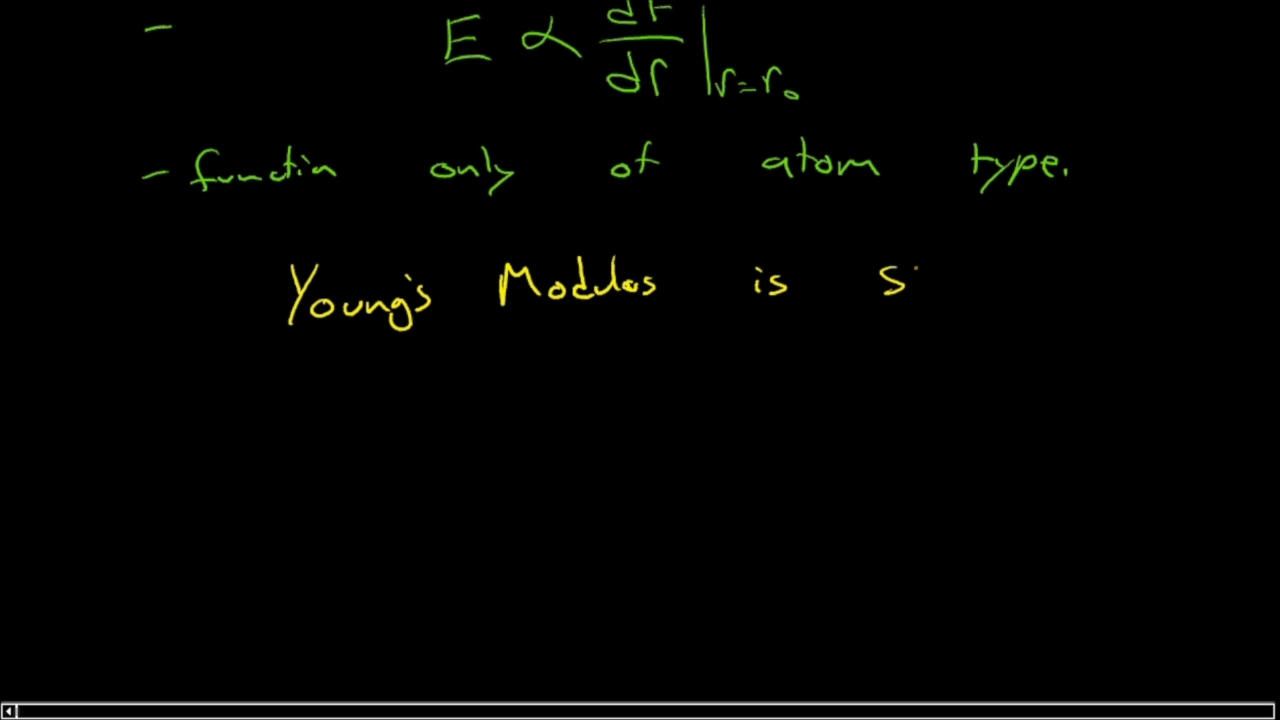 - E ∝ dF/dr |r=r₀
- function only of atom type.
Young's Modulus is s